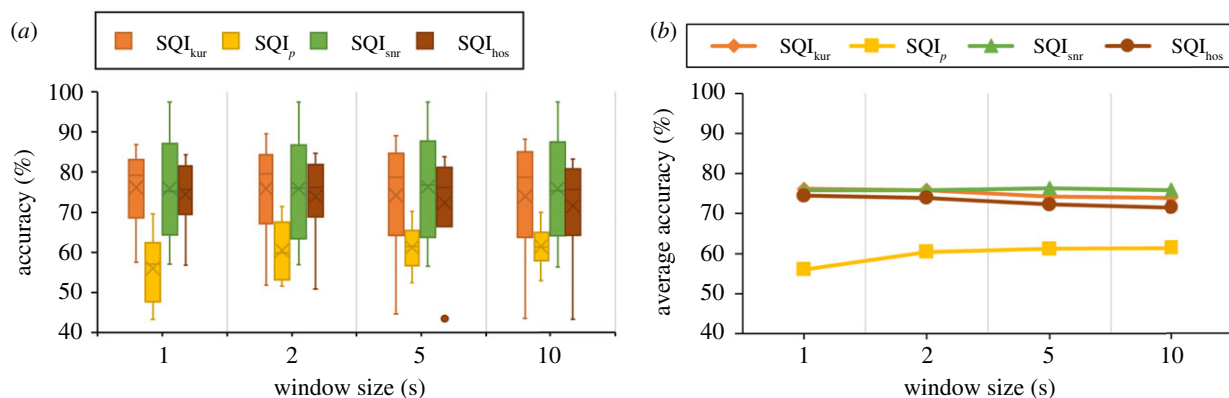 (a)
SQIkur SQIp SQIsnr SQIhos
accuracy (%)
100
90
80
70
60
50
40
1 2 5 10
window size (s)
(b)
SQIkur SQIp SQIsnr SQIhos
average accuracy (%)
100
90
80
70
60
50
40
1 2 5 10
window size (s)